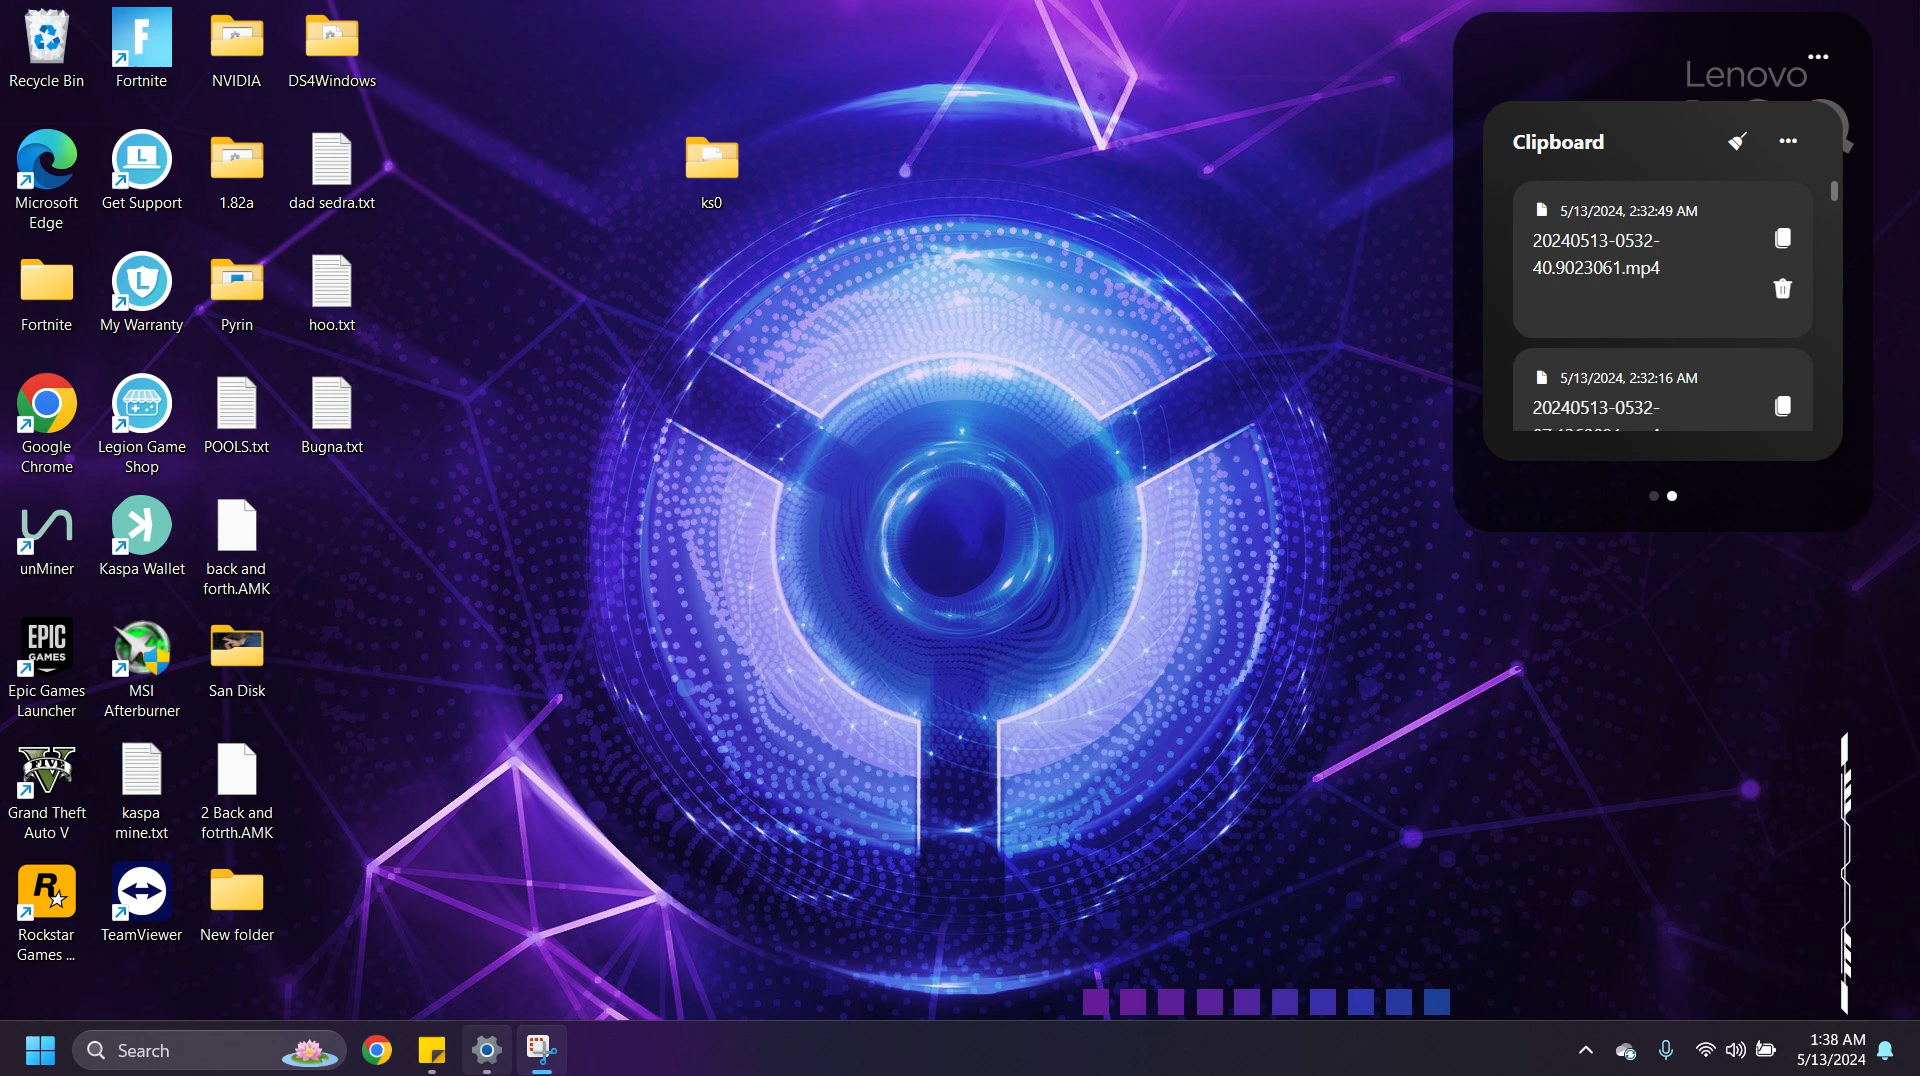 Recycle Bin
Fortnite
NVIDIA
DS4Windows
Microsoft
Edge
Get Support
1.82a
dad sedra.txt
ks0
Fortnite
My Warranty
Pyrin
hoo.txt
Google
Chrome
Legion Game
Shop
POOLS.txt
Bugna.txt
unMiner
Kaspa Wallet
back and
forth.AMK
EPIC
GAMES
Epic Games
Launcher
MSI
Afterburner
San Disk
FIVE
Grand Theft
Auto V
kaspa
mine.txt
2 Back and
fotrth.AMK
Rockstar
Games ...
TeamViewer
New folder
Lenovo
Clipboard
5/13/2024, 2:32:49 AM
20240513-0532-
40.9023061.mp4
5/13/2024, 2:32:16 AM
20240513-0532-
Search
1:38 AM
5/13/2024